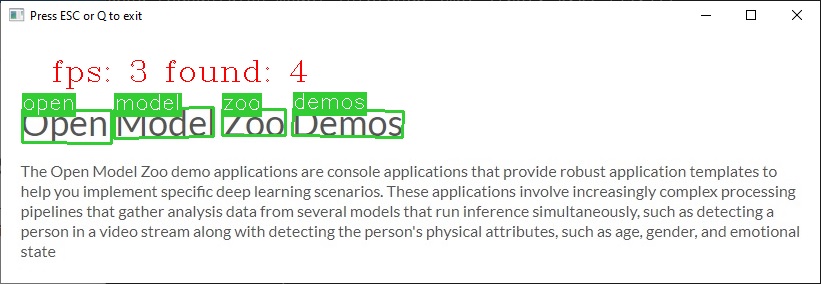 Press ESC or Q to exit
fps: 3 found: 4
open model zoo demos
Open Model Zoo Demos
The Open Model Zoo demo applications are console applications that provide robust application templates to
help you implement specific deep learning scenarios. These applications involve increasingly complex processing
pipelines that gather analysis data from several models that run inference simultaneously, such as detecting a
person in a video stream along with detecting the person's physical attributes, such as age, gender, and emotional
state